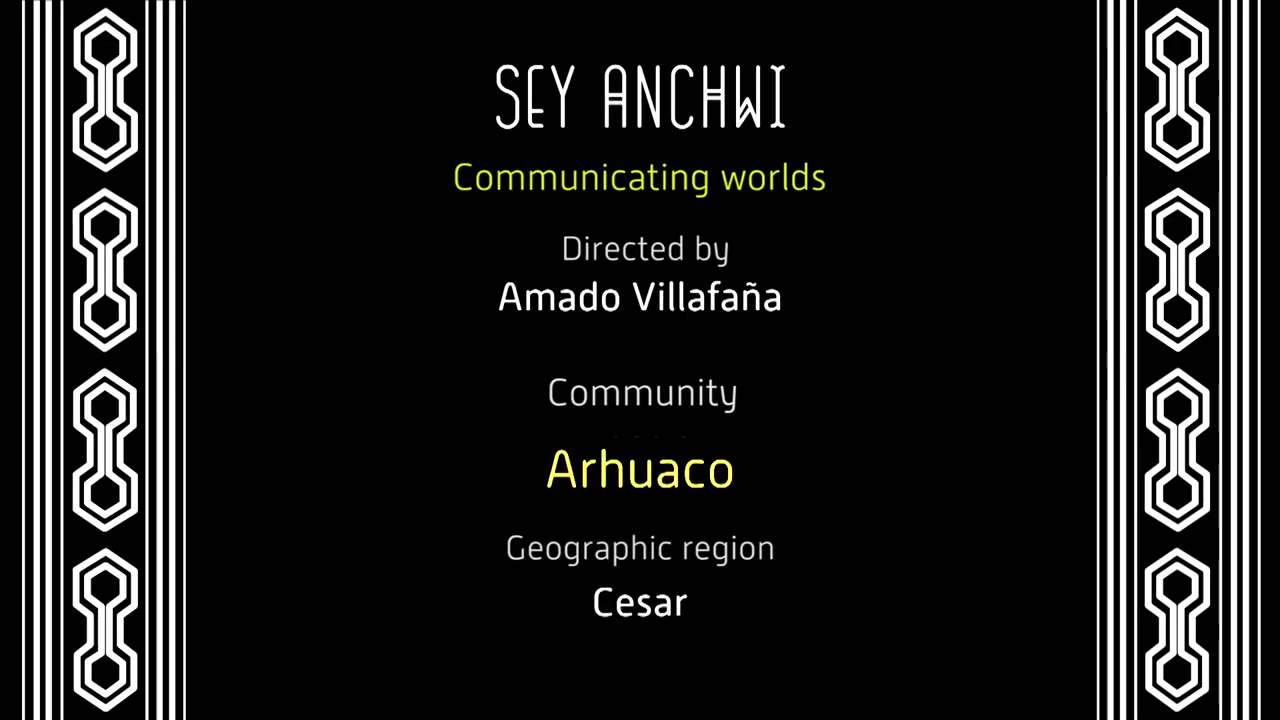 SEY ANCHWI
Communicating worlds
Directed by
Amado Villafaña
Community
Arhuaco
Geographic region
Cesar